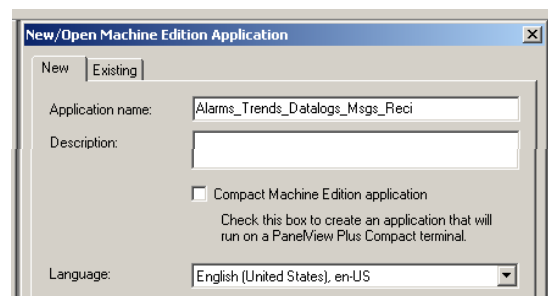 New/Open Machine Edition Application
New Existing
Application name: Alarms_Trends_Datalogs_Msgs_Reci
Description:
Compact Machine Edition application
Check this box to create an application that will
run on a PanelView Plus Compact terminal.
Language: English (United States), en-US